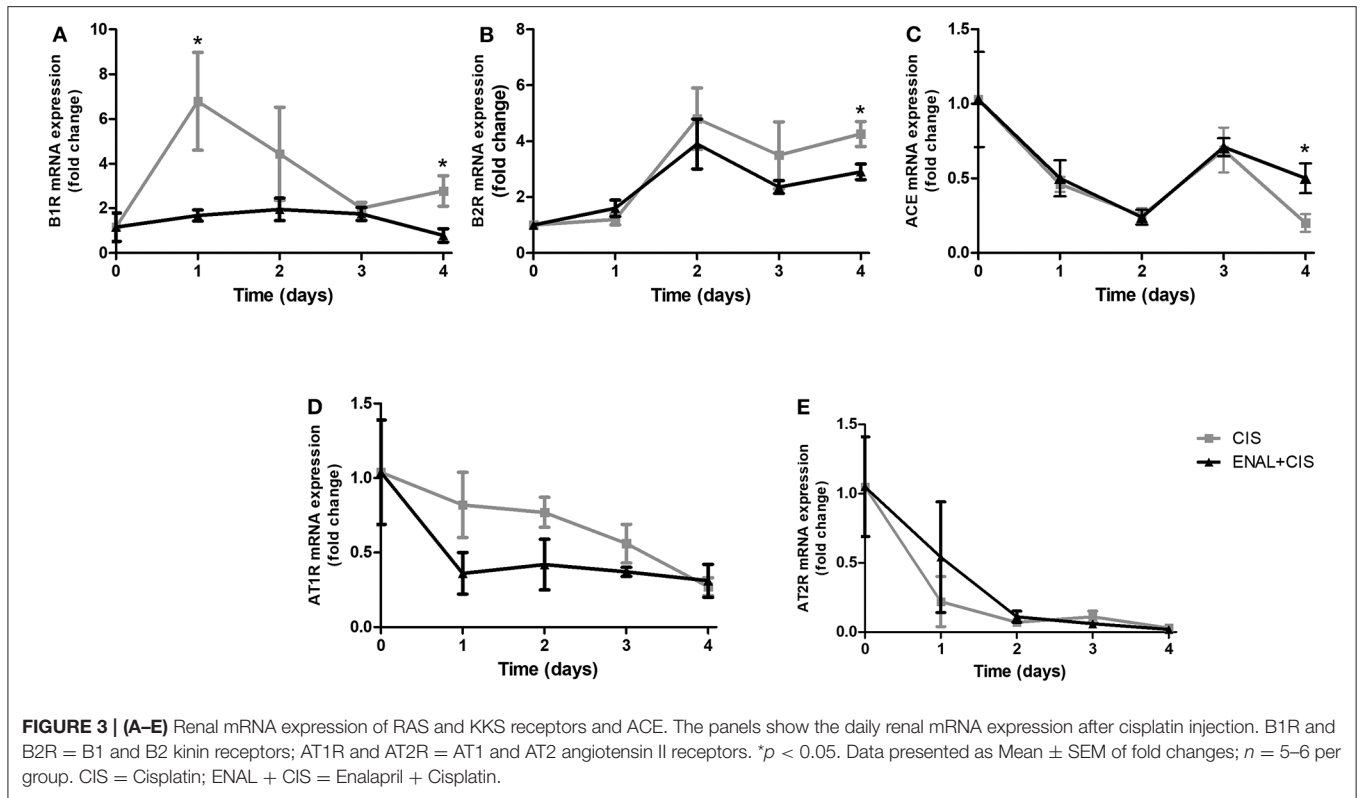 A
B1R mRNA expression
(fold change)
10
8
6
4
2
0
*
*
0 1 2 3 4
Time (days)
B
B2R mRNA expression
(fold change)
8
6
4
2
0
*
0 1 2 3 4
Time (days)
C
ACE mRNA expression
(fold change)
1.5
1.0
0.5
0.0
*
0 1 2 3 4
Time (days)
D
AT1R mRNA expression
(fold change)
1.5
1.0
0.5
0.0
0 1 2 3 4
Time (days)
E
AT2R mRNA expression
(fold change)
1.5
1.0
0.5
0.0
0 1 2 3 4
Time (days)
CIS
ENAL+CIS
FIGURE 3 | (A–E) Renal mRNA expression of RAS and KKS receptors and ACE. The panels show the daily renal mRNA expression after cisplatin injection. B1R and
B2R = B1 and B2 kinin receptors; AT1R and AT2R = AT1 and AT2 angiotensin II receptors. *p < 0.05. Data presented as Mean ± SEM of fold changes; n = 5–6 per
group. CIS = Cisplatin; ENAL + CIS = Enalapril + Cisplatin.